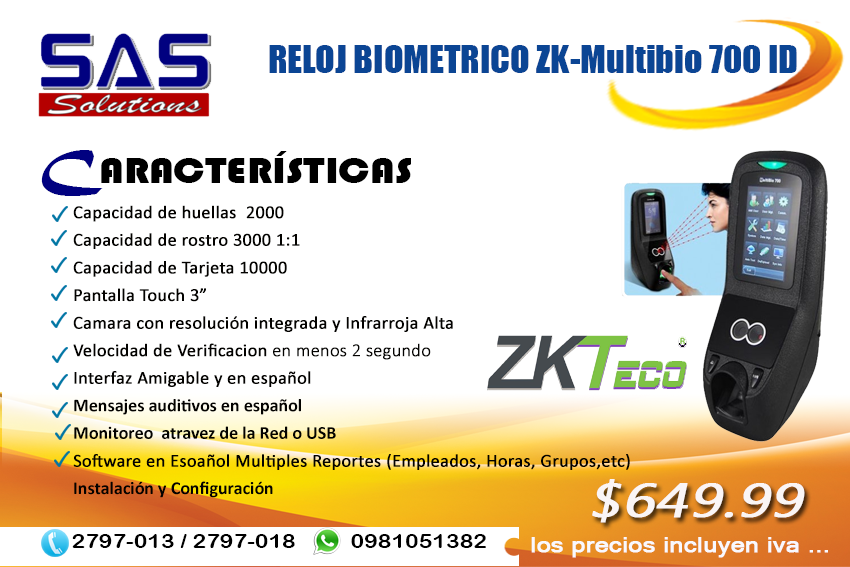 SAS
Solutions
RELOJ BIOMETRICO ZK-Multibio 700 ID
CARACTERÍSTICAS
Capacidad de huellas 2000
Capacidad de rostro 3000 1:1
Capacidad de Tarjeta 10000
Pantalla Touch 3”
Camara con resolución integrada y Infrarroja Alta
Velocidad de Verificacion en menos 2 segundo
Interfaz Amigable y en español
Mensajes auditivos en español
Monitoreo atravez de la Red o USB
Software en Esoañol Multiples Reportes (Empleados, Horas, Grupos,etc)
Instalación y Configuración
MultiBio 700
ZKTECO
$649.99
los precios incluyen iva ...
2797-013 / 2797-018 0981051382